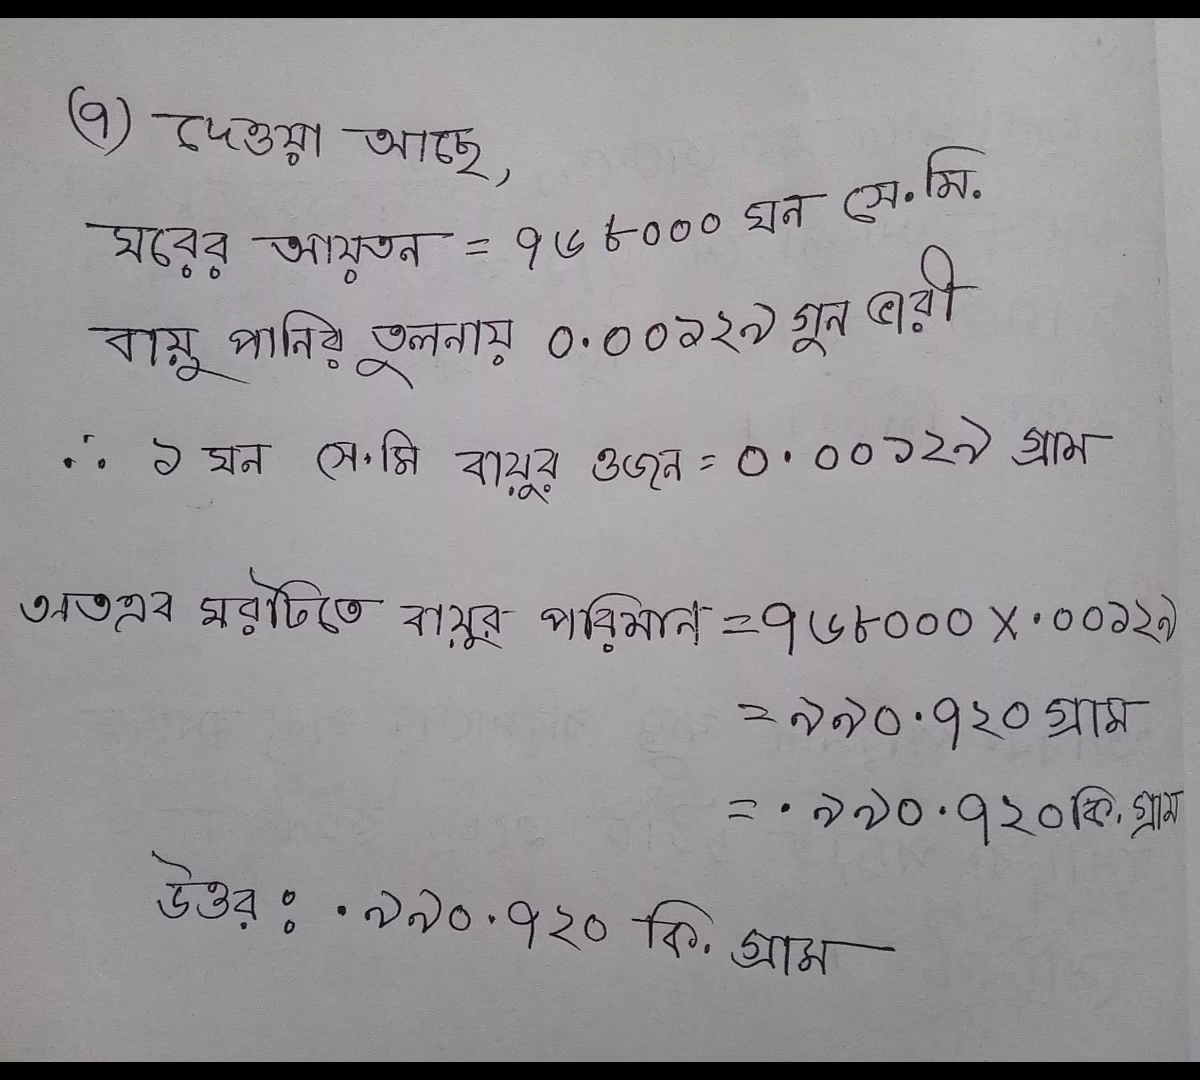 (৭) দেওয়া আছে,
ঘরের আয়তন = ৭৬৮০০০ ঘন সে.মি.
বায়ু পানির তুলনায় ০.০০১২৯ গুন ভারী
∴ ১ ঘন সে.মি বায়ুর ওজন = ০.০০১২৯ গ্রাম
অতএব ঘরটিতে বায়ুর পরিমান = ৭৬৮০০০ X .০০১২৯
= ৯৯০.৭২০ গ্রাম
= .৯৯০.৭২০ কি. গ্রাম
উত্তর: .৯৯০.৭২০ কি. গ্রাম